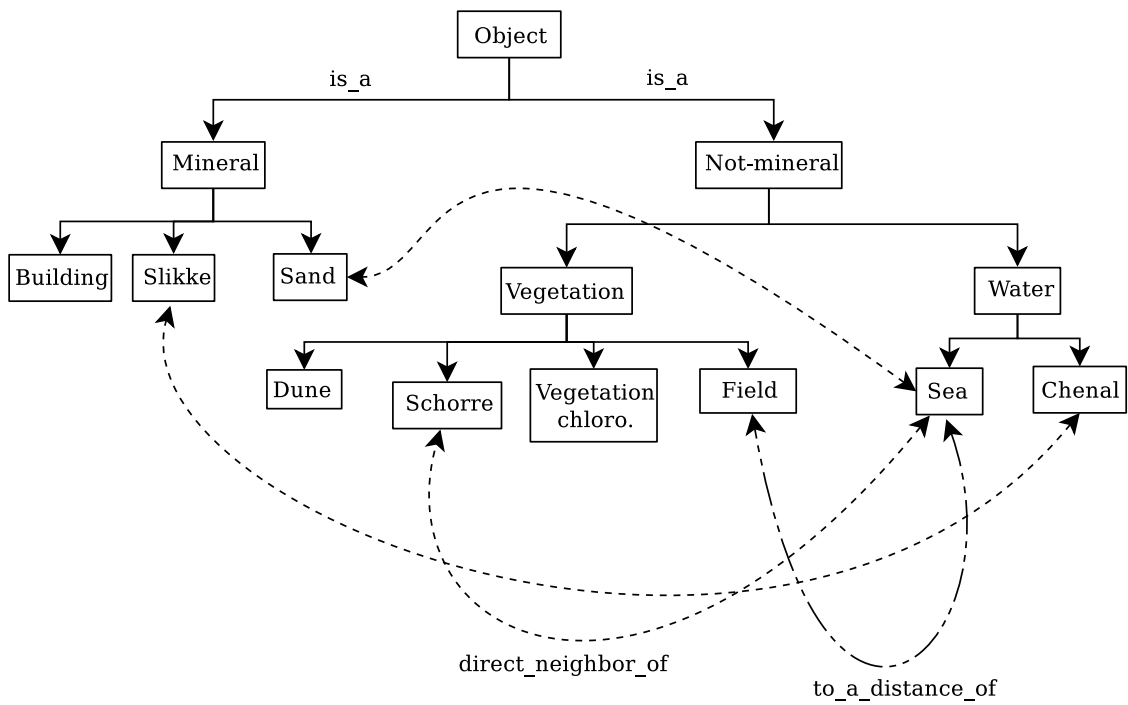 Object
is_a
is_a
Mineral
Not-mineral
Building
Slikke
Sand
Vegetation
Water
Dune
Schorre
Vegetation
chloro.
Field
Sea
Chenal
direct_neighbor_of
to_a_distance_of